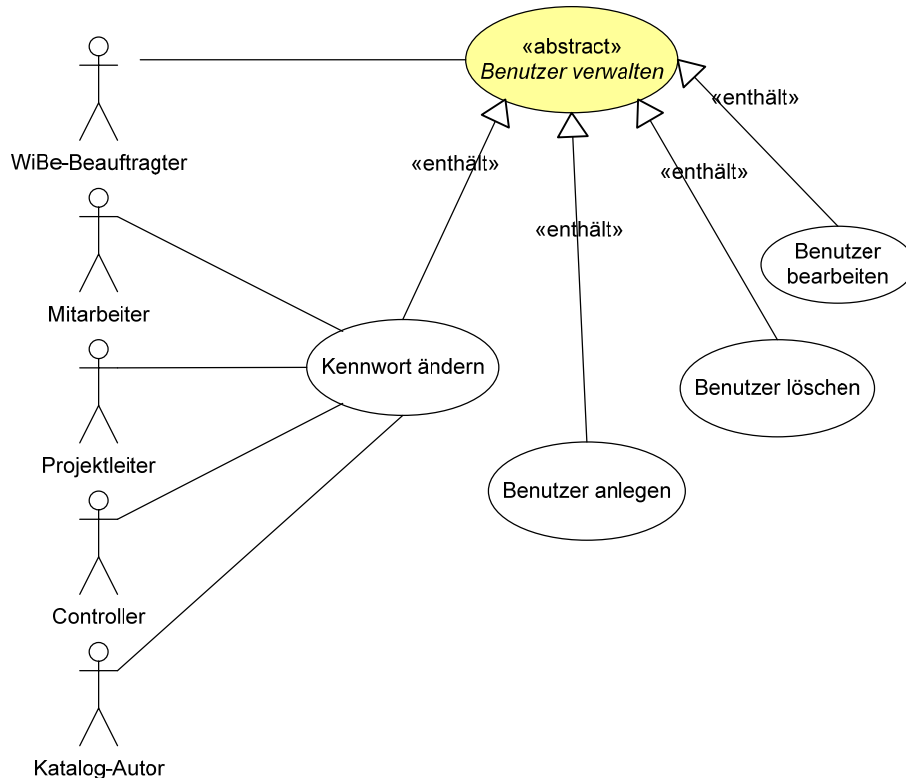 «abstract»
Benutzer verwalten
«enthält»
WiBe-Beauftragter
«enthält»
«enthält»
«enthält»
Benutzer
bearbeiten
Mitarbeiter
Kennwort ändern
Benutzer löschen
Projektleiter
Benutzer anlegen
Controller
Katalog-Autor